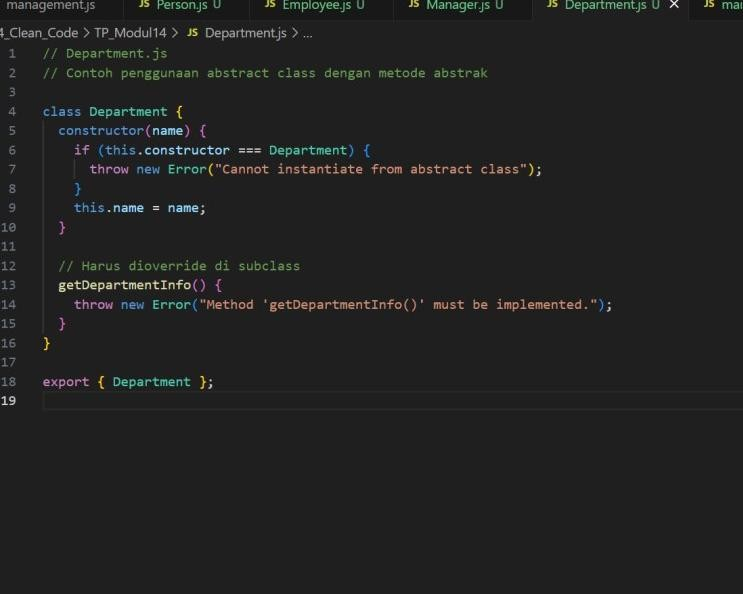 management.js JS Person.js U JS Employee.js U JS Manager.js U JS Department.js U × JS mai
4_Clean_Code > TP_Modul14 > JS Department.js > ...
1 // Department.js
2 // Contoh penggunaan abstract class dengan metode abstrak
3
4 class Department {
5   constructor(name) {
6     if (this.constructor === Department) {
7       throw new Error("Cannot instantiate from abstract class");
8     }
9     this.name = name;
10   }
11
12   // Harus dioverride di subclass
13   getDepartmentInfo() {
14     throw new Error("Method 'getDepartmentInfo()' must be implemented.");
15   }
16 }
17
18 export { Department };
19